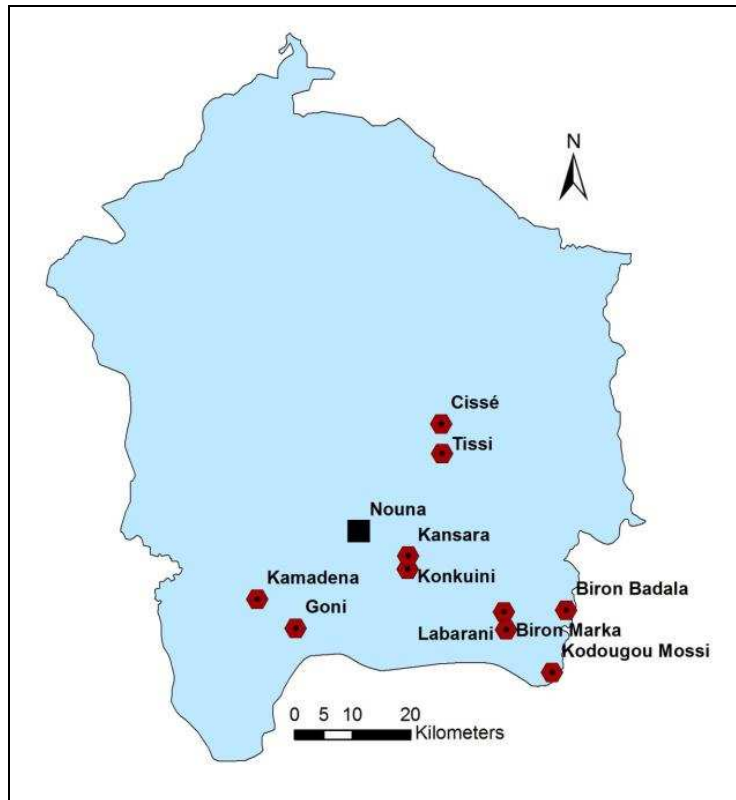 N
Cissé
Tissi
Nouna
Kansara
Konkuini
Kamadena
Goni
Biron Badala
Labarani
Biron Marka
Kodougou Mossi
0 5 10 20
Kilometers